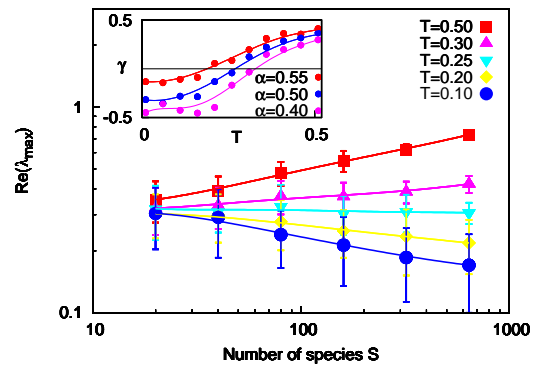 0.5
γ
-0.5
0
T
0.5
α=0.55
α=0.50
α=0.40
T=0.50
T=0.30
T=0.25
T=0.20
T=0.10
Re(λmax)
1
0.1
10
100
1000
Number of species S